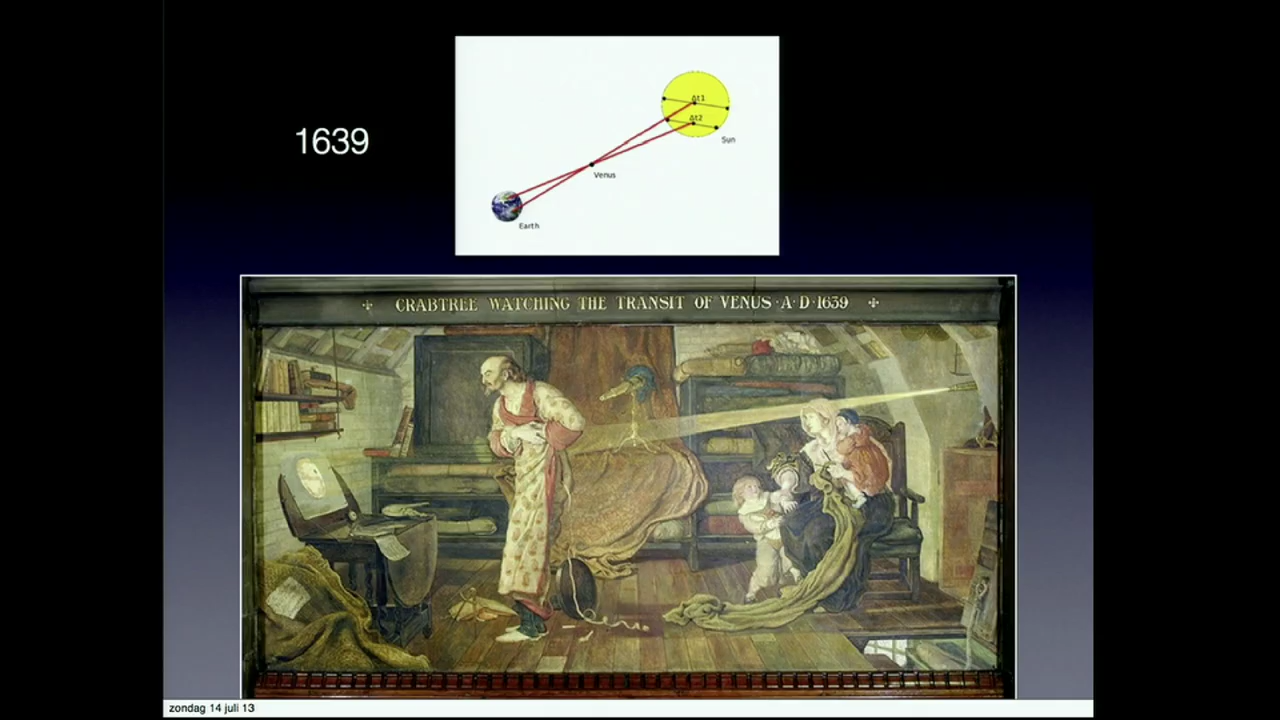 1639
Δt1
Δt2
Sun
Venus
Earth
CRABTREE WATCHING THE TRANSIT OF VENUS · A · D · 1639
zondag 14 juli 13